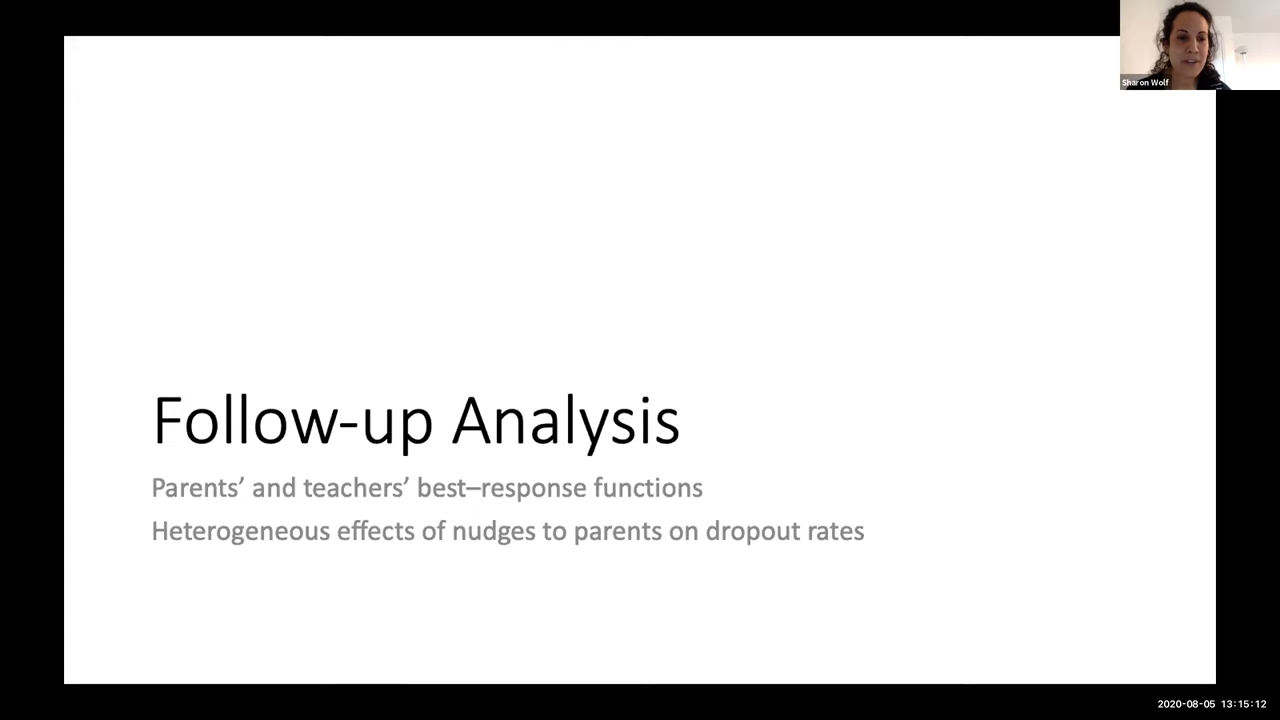 Sharon Wolf
Follow-up Analysis
Parents’ and teachers’ best–response functions
Heterogeneous effects of nudges to parents on dropout rates
2020-08-05 13:15:12